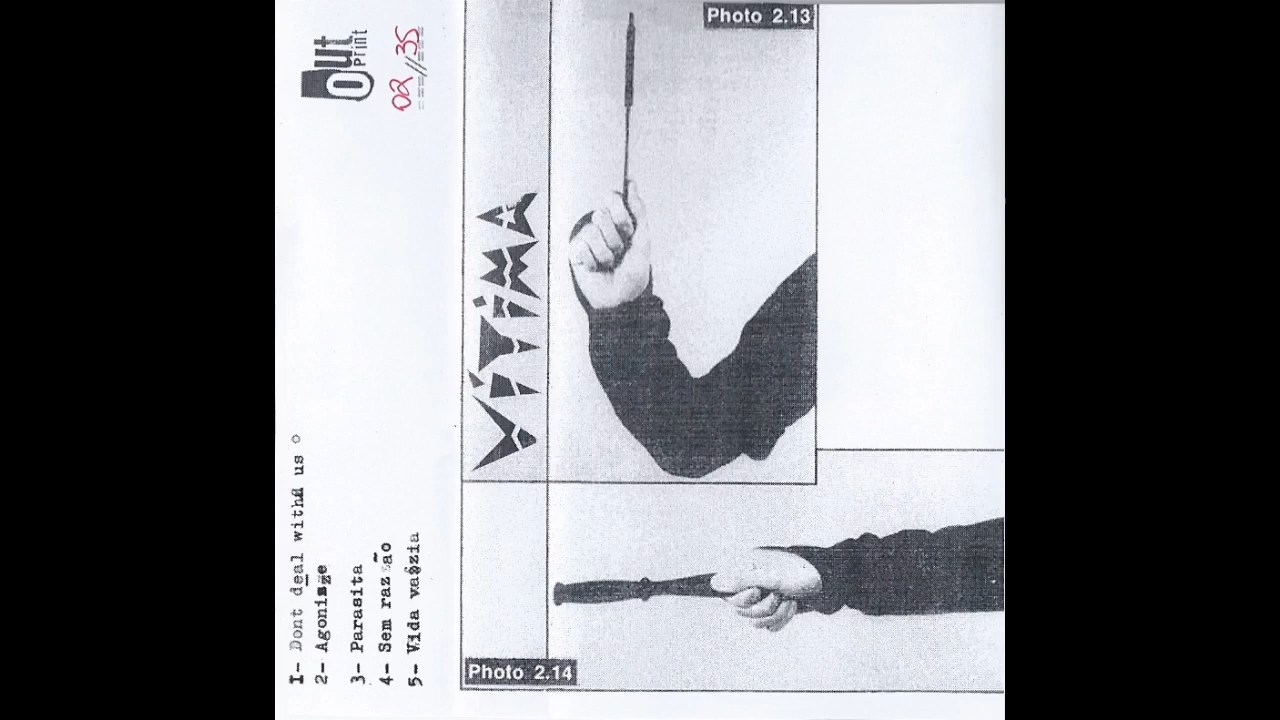 Out
Print
02//35
VÍTIMA
I- Dont deal with us
2- Agonize
3- Parasita
4- Sem razão
5- Vida vazia
Photo 2.13
Photo 2.14